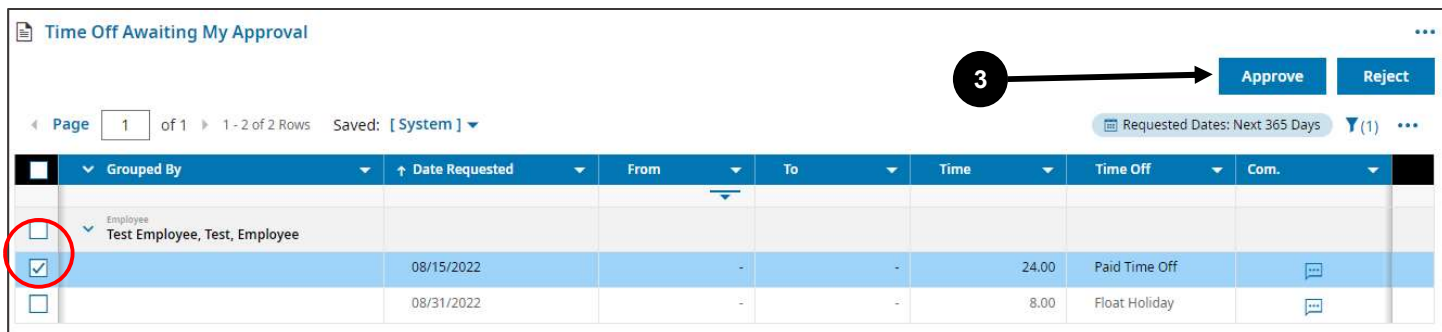 Time Off Awaiting My Approval
3
Approve Reject
Page 1 of 1 1 - 2 of 2 Rows Saved: [ System ] Requested Dates: Next 365 Days (1)
Grouped By Date Requested From To Time Time Off Com.
Employee
Test Employee, Test, Employee
08/15/2022 - - 24.00 Paid Time Off
08/31/2022 - - 8.00 Float Holiday